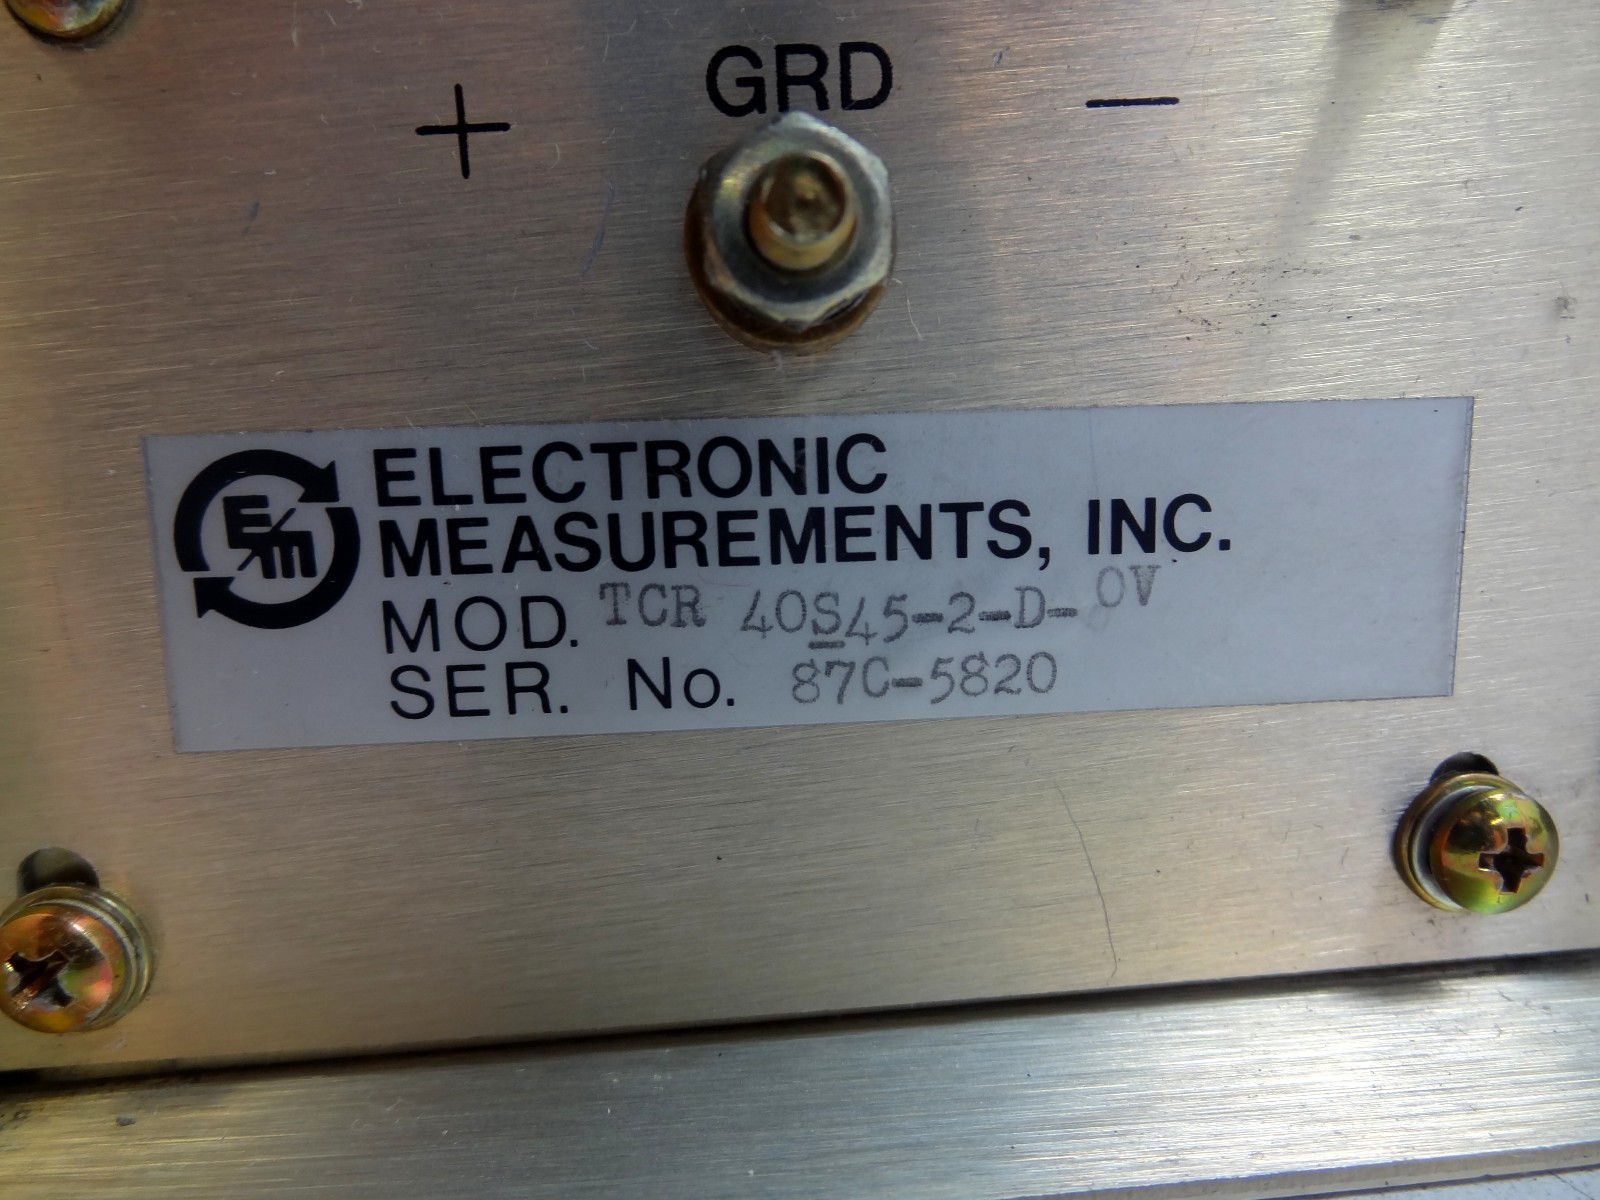 + GRD −
E/m
ELECTRONIC
MEASUREMENTS, INC.
MOD. TCR 40S45-2-D-OV
SER. No. 87C-5820